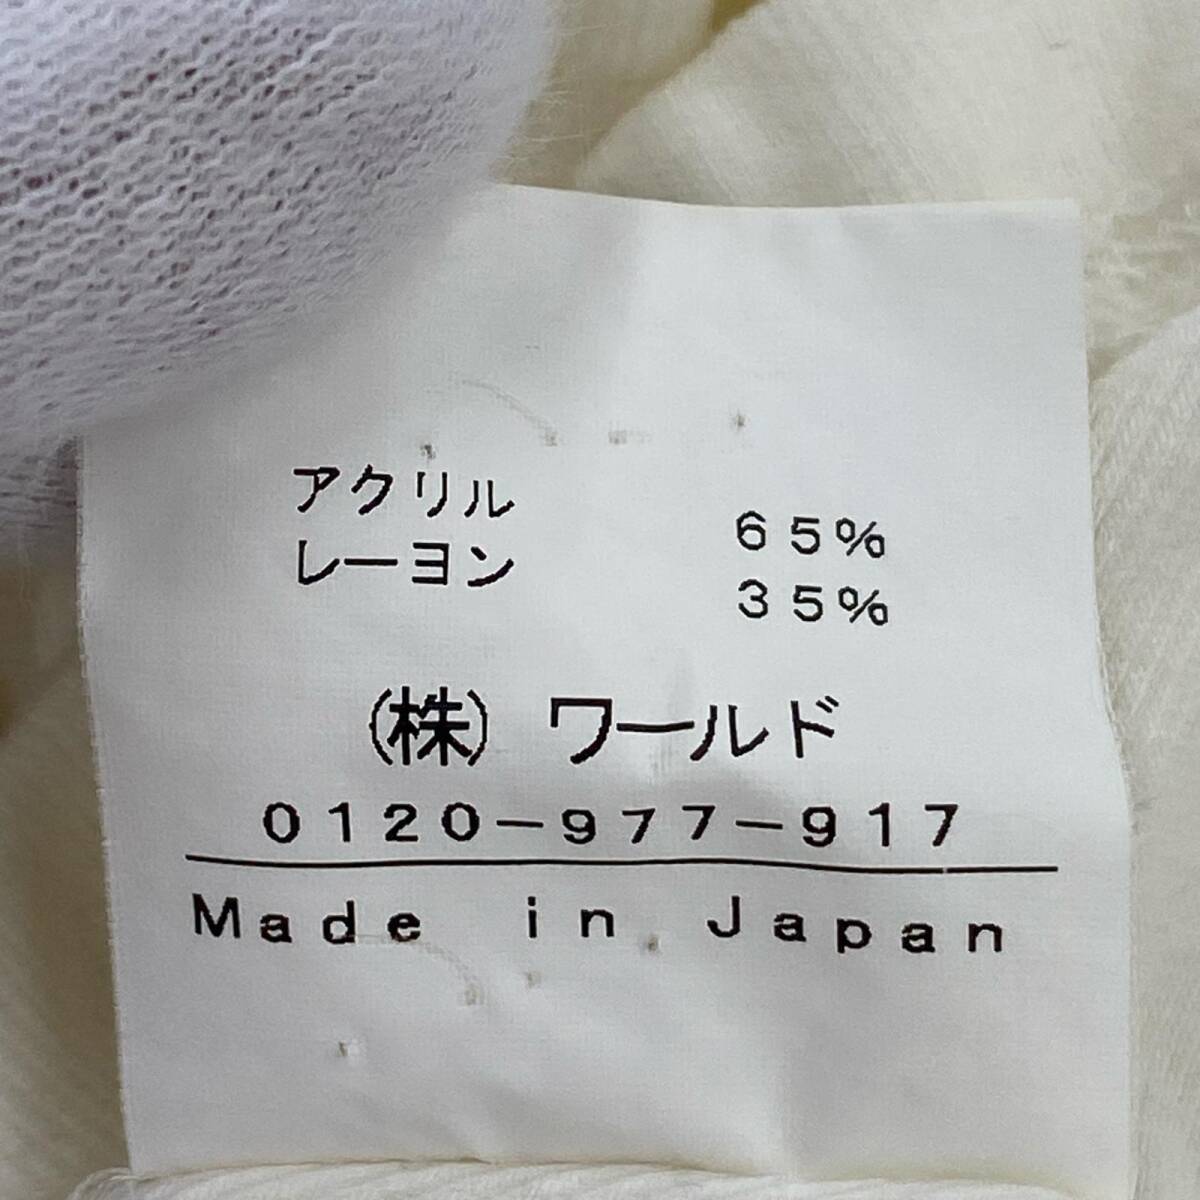 アクリル 65%
レーヨン 35%
(株) ワールド
0120-977-917
Made in Japan